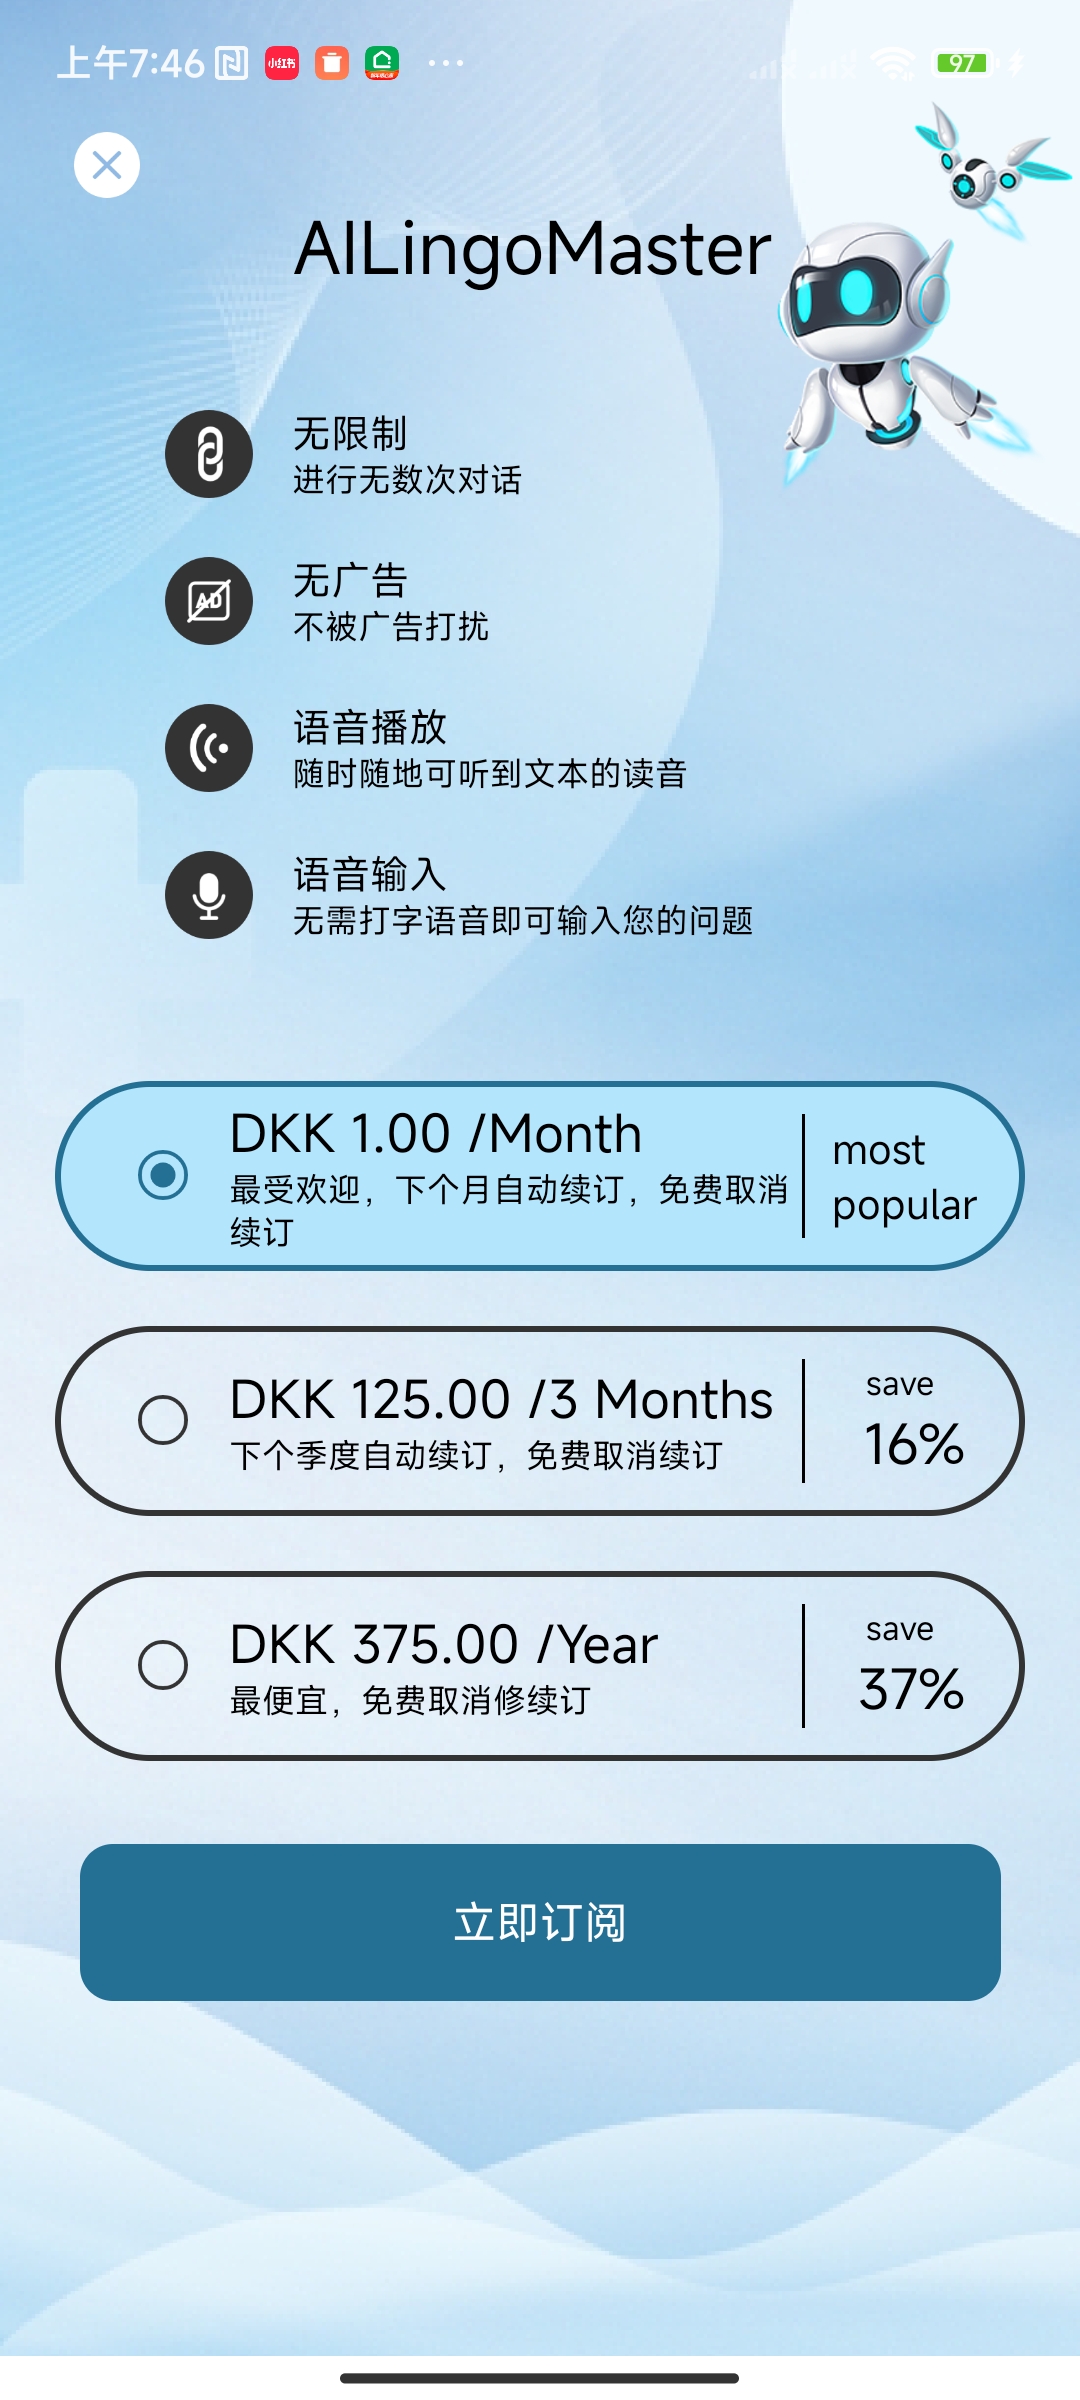 上午7:46
小红书
97
AILingoMaster
无限制
进行无数次对话
AD
无广告
不被广告打扰
语音播放
随时随地可听到文本的读音
语音输入
无需打字语音即可输入您的问题
DKK 1.00 /Month
最受欢迎，下个月自动续订，免费取消
续订
most
popular
DKK 125.00 /3 Months
下个季度自动续订，免费取消续订
save
16%
DKK 375.00 /Year
最便宜，免费取消修续订
save
37%
立即订阅